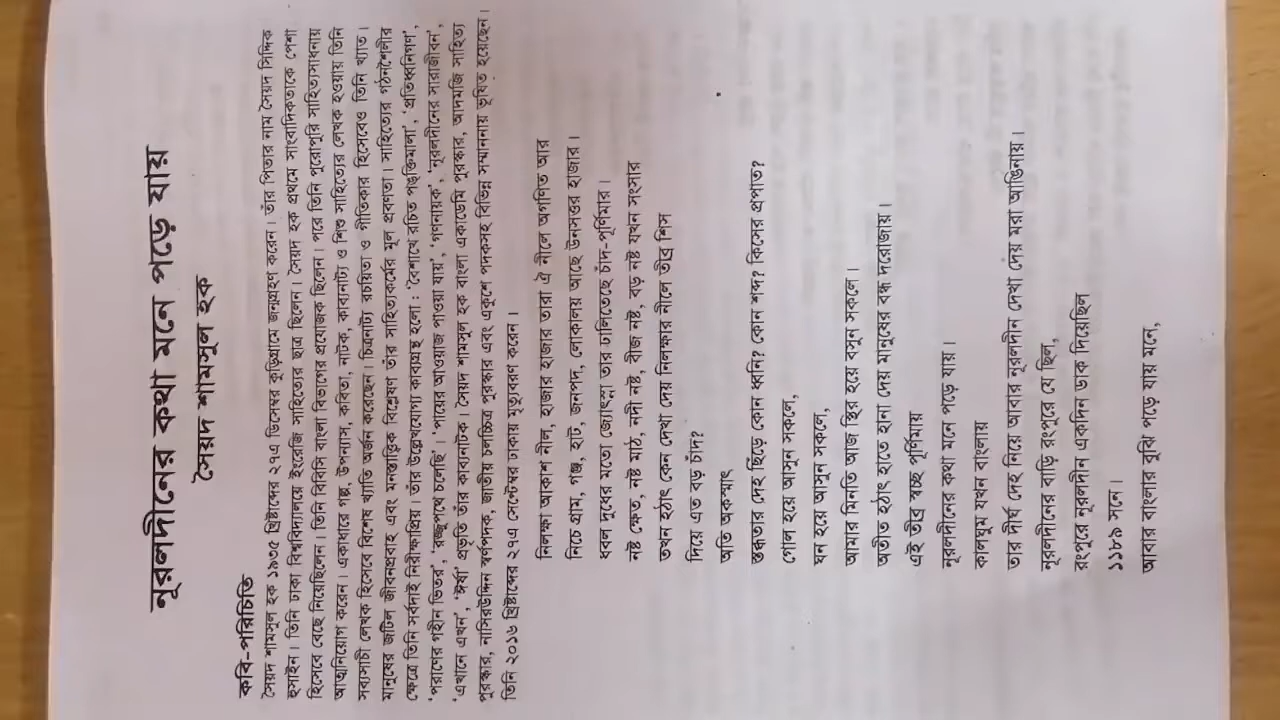 নূরলদীনের কথা মনে পড়ে যায়
সৈয়দ শামসুল হক
কবি-পরিচিতি
সৈয়দ শামসুল হক ১৯৩৫ খ্রিষ্টাব্দের ২৭এ ডিসেম্বর কুড়িগ্রামে জন্মগ্রহণ করেন। তাঁর পিতার নাম সৈয়দ সিদ্দিক
হুসাইন। তিনি ঢাকা বিশ্ববিদ্যালয়ে ইংরেজি সাহিত্যের ছাত্র ছিলেন। সৈয়দ হক প্রথমে সাংবাদিকতাকে পেশা
হিসেবে বেছে নিয়েছিলেন। তিনি বিবিসি বাংলা বিভাগের প্রযোজক ছিলেন। পরে তিনি পুরোপুরি সাহিত্যসাধনায়
আত্মনিয়োগ করেন। একাধারে গল্প, উপন্যাস, কবিতা, নাটক, কাব্যনাট্য ও শিশু সাহিত্যের লেখক হওয়ায় তিনি
সব্যসাচী লেখক হিসেবে বিশেষ খ্যাতি অর্জন করেছেন। চিত্রনাট্য রচয়িতা ও গীতিকার হিসেবেও তিনি খ্যাত।
মানুষের জটিল জীবনপ্রবাহ এবং মনস্তাত্ত্বিক বিশ্লেষণ তাঁর সাহিত্যকর্মের মূল প্রবণতা। সাহিত্যের গঠনশৈলীর
ক্ষেত্রে তিনি সর্বদাই নিরীক্ষাপ্রিয়। তাঁর উল্লেখযোগ্য কাব্যগ্রন্থ হলো : ‘বৈশাখে রচিত পঙ্‌ক্তিমালা’, ‘প্রতিধ্বনিগণ’,
‘পরাণের গহীন ভিতর’, ‘রজ্জুপথে চলেছি’। ‘পায়ের আওয়াজ পাওয়া যায়’, ‘গণনায়ক’, ‘নূরলদীনের সারাজীবন’,
‘এখানে এখন’, ‘ঈর্ষা’ প্রভৃতি তাঁর কাব্যনাটক। সৈয়দ শামসুল হক বাংলা একাডেমি পুরস্কার, আদমজি সাহিত্য
পুরস্কার, নাসিরউদ্দিন স্বর্ণপদক, জাতীয় চলচ্চিত্র পুরস্কার এবং একুশে পদকসহ বিভিন্ন সম্মাননায় ভূষিত হয়েছেন।
তিনি ২০১৬ খ্রিষ্টাব্দের ২৭এ সেপ্টেম্বর ঢাকায় মৃত্যুবরণ করেন।
নিলক্ষা আকাশ নীল, হাজার হাজার তারা ঐ নীলে অগণিত আর
নিচে গ্রাম, গঞ্জ, হাট, জনপদ, লোকালয় আছে উনসত্তর হাজার।
ধবল দুধের মতো জ্যোৎস্না তার ঢালিতেছে চাঁদ-পূর্ণিমার।
নষ্ট ক্ষেত, নষ্ট মাঠ, নদী নষ্ট, বীজ নষ্ট, বড় নষ্ট যখন সংসার
তখন হঠাৎ কেন দেখা দেয় নিলক্ষার নীলে তীব্র শিস
দিয়ে এত বড় চাঁদ?
অতি অকস্মাৎ
স্তব্ধতার দেহ ছিঁড়ে কোন ধ্বনি? কোন শব্দ? কিসের প্রপাত?
গোল হয়ে আসুন সকলে,
ঘন হয়ে আসুন সকলে,
আমার মিনতি আজ স্থির হয়ে বসুন সকলে।
অতীত হঠাৎ হাতে হানা দেয় মানুষের বন্ধ দরোজায়।
এই তীব্র স্বচ্ছ পূর্ণিমায়
নূরলদীনের কথা মনে পড়ে যায়।
কালঘুম যখন বাংলায়
তার দীর্ঘ দেহ নিয়ে আবার নূরলদীন দেখা দেয় মরা আঙিনায়।
নূরলদীনের বাড়ি রংপুরে যে ছিল,
রংপুরে নূরলদীন একদিন ডাক দিয়েছিল
১১৮৯ সনে।
আবার বাংলার বুঝি পড়ে যায় মনে,